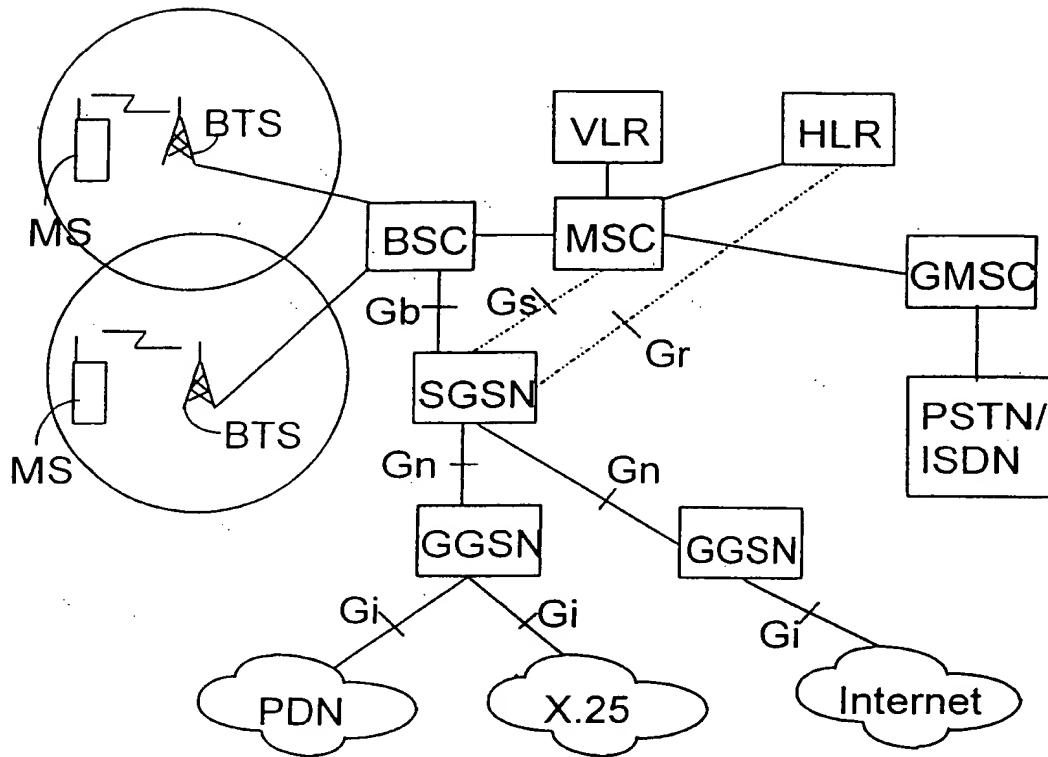 BTS
VLR
HLR
MS
BSC
MSC
GMSC
Gb
Gs
Gr
SGSN
PSTN/
ISDN
BTS
MS
Gn
Gn
GGSN
GGSN
Gi
Gi
Gi
PDN
X.25
Internet